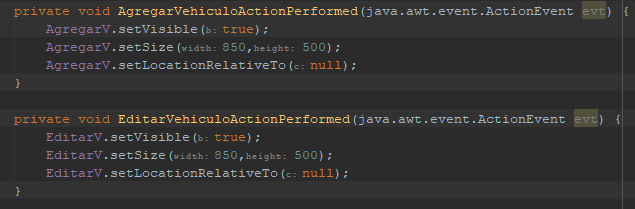 private void AgregarVehiculoActionPerformed(java.awt.event.ActionEvent evt) {
AgregarV.setVisible(b: true);
AgregarV.setSize(width: 850,height: 500);
AgregarV.setLocationRelativeTo(c: null);
}
private void EditarVehiculoActionPerformed(java.awt.event.ActionEvent evt) {
EditarV.setVisible(b: true);
EditarV.setSize(width: 850,height: 500);
EditarV.setLocationRelativeTo(c: null);
}